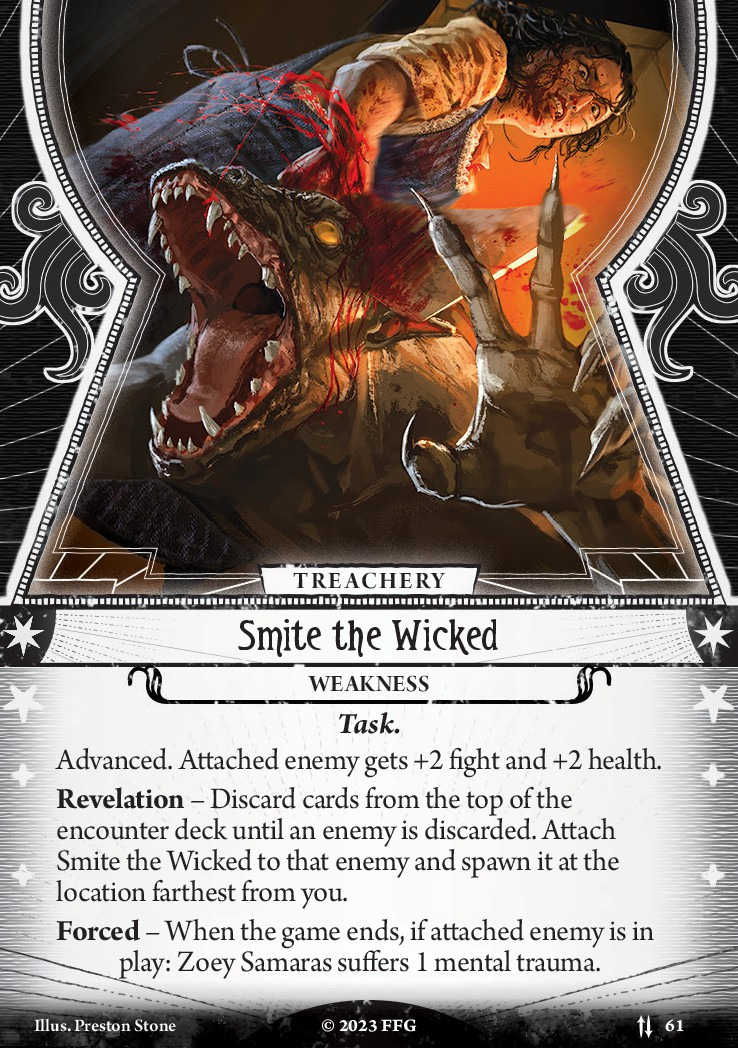 TREACHERY
Smite the Wicked
WEAKNESS
Task.
Advanced. Attached enemy gets +2 fight and +2 health.
Revelation – Discard cards from the top of the
encounter deck until an enemy is discarded. Attach
Smite the Wicked to that enemy and spawn it at the
location farthest from you.
Forced – When the game ends, if attached enemy is in
play: Zoey Samaras suffers 1 mental trauma.
Illus. Preston Stone © 2023 FFG 61